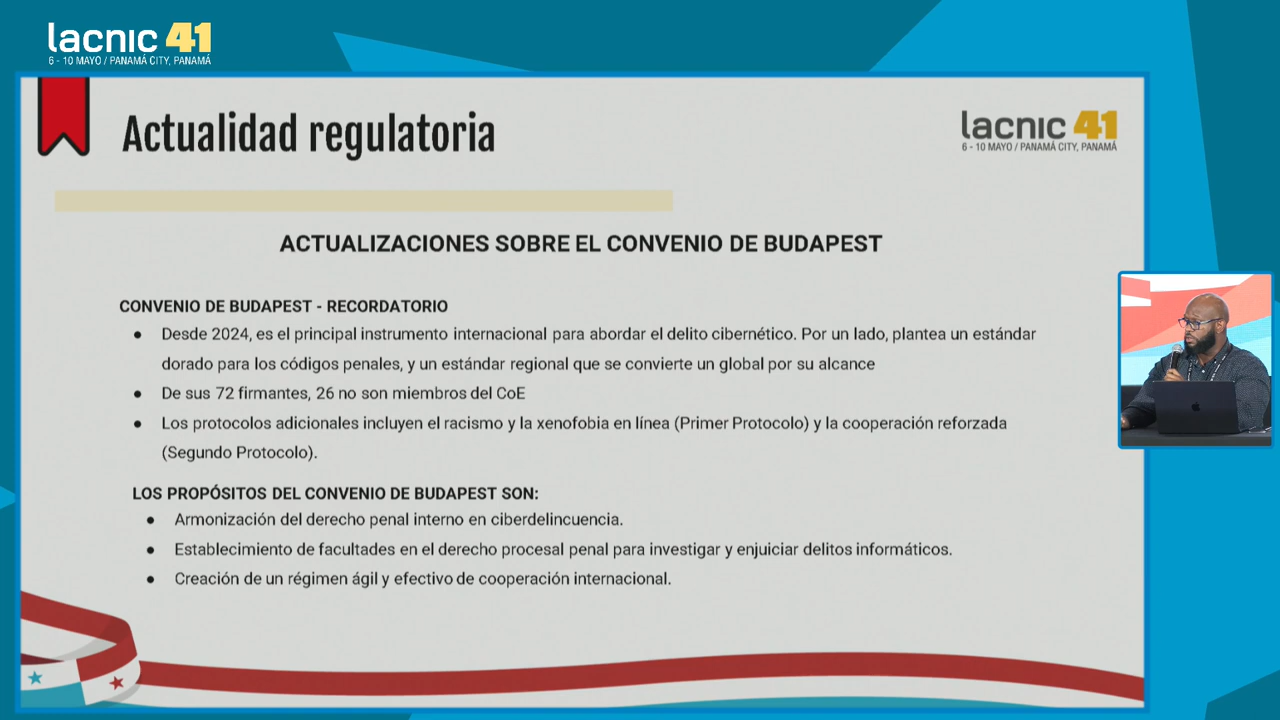 lacnic 41
6 - 10 MAYO / PANAMÁ CITY, PANAMÁ
Actualidad regulatoria
lacnic 41
6 - 10 MAYO / PANAMÁ CITY, PANAMÁ
ACTUALIZACIONES SOBRE EL CONVENIO DE BUDAPEST
CONVENIO DE BUDAPEST - RECORDATORIO
● Desde 2024, es el principal instrumento internacional para abordar el delito cibernético. Por un lado, plantea un estándar
dorado para los códigos penales, y un estándar regional que se convierte un global por su alcance
● De sus 72 firmantes, 26 no son miembros del CoE
● Los protocolos adicionales incluyen el racismo y la xenofobia en línea (Primer Protocolo) y la cooperación reforzada
(Segundo Protocolo).
LOS PROPÓSITOS DEL CONVENIO DE BUDAPEST SON:
● Armonización del derecho penal interno en ciberdelincuencia.
● Establecimiento de facultades en el derecho procesal penal para investigar y enjuiciar delitos informáticos.
● Creación de un régimen ágil y efectivo de cooperación internacional.